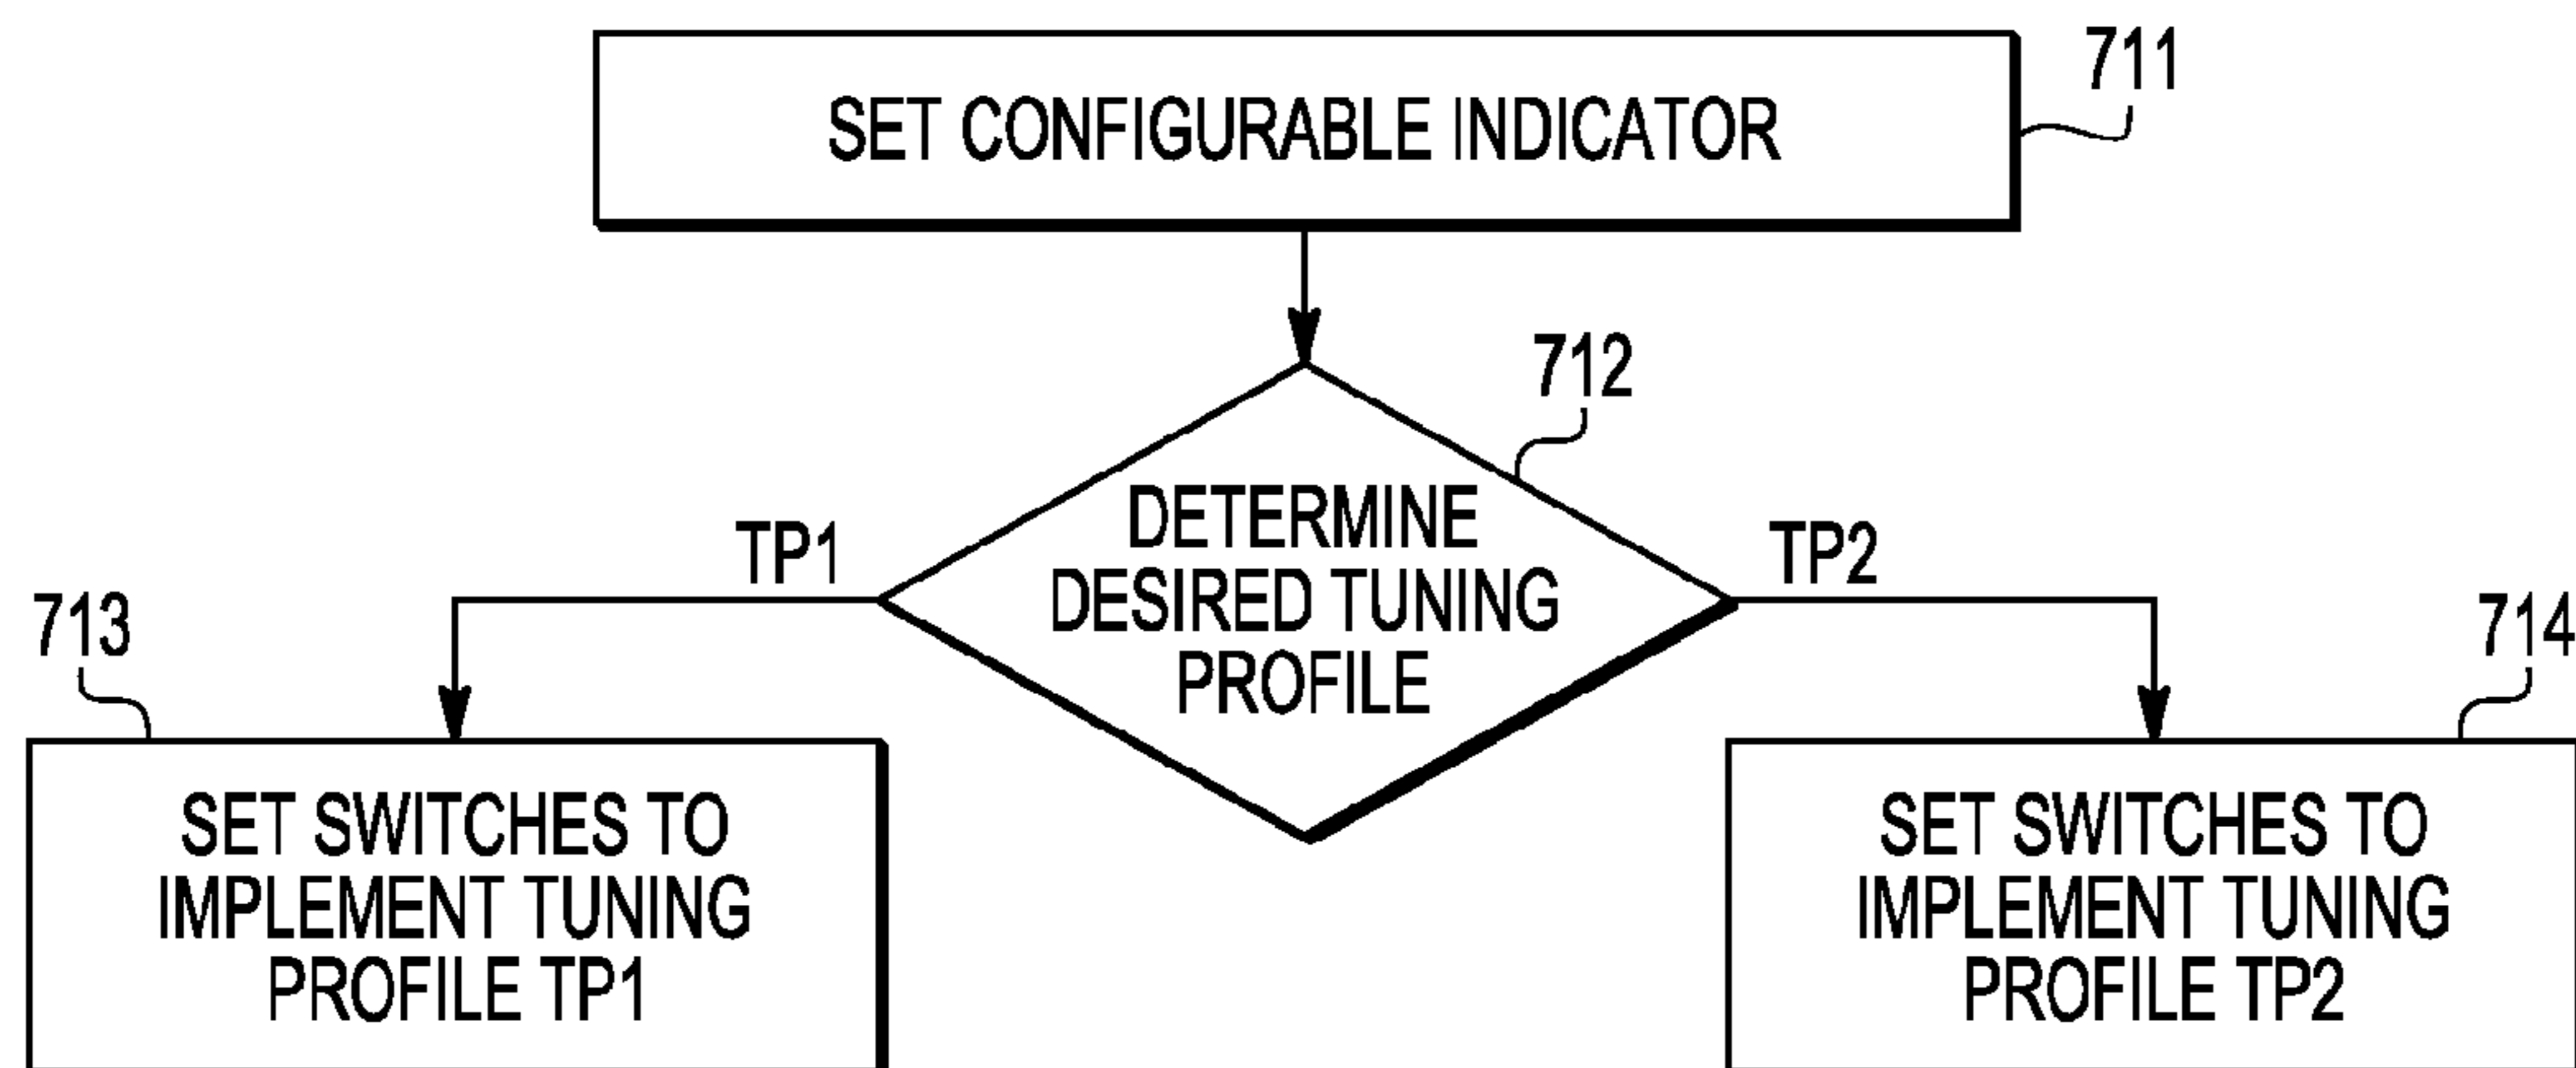 711
SET CONFIGURABLE INDICATOR
712
DETERMINE
DESIRED TUNING
PROFILE
TP1
TP2
713
714
SET SWITCHES TO
IMPLEMENT TUNING
PROFILE TP1
SET SWITCHES TO
IMPLEMENT TUNING
PROFILE TP2